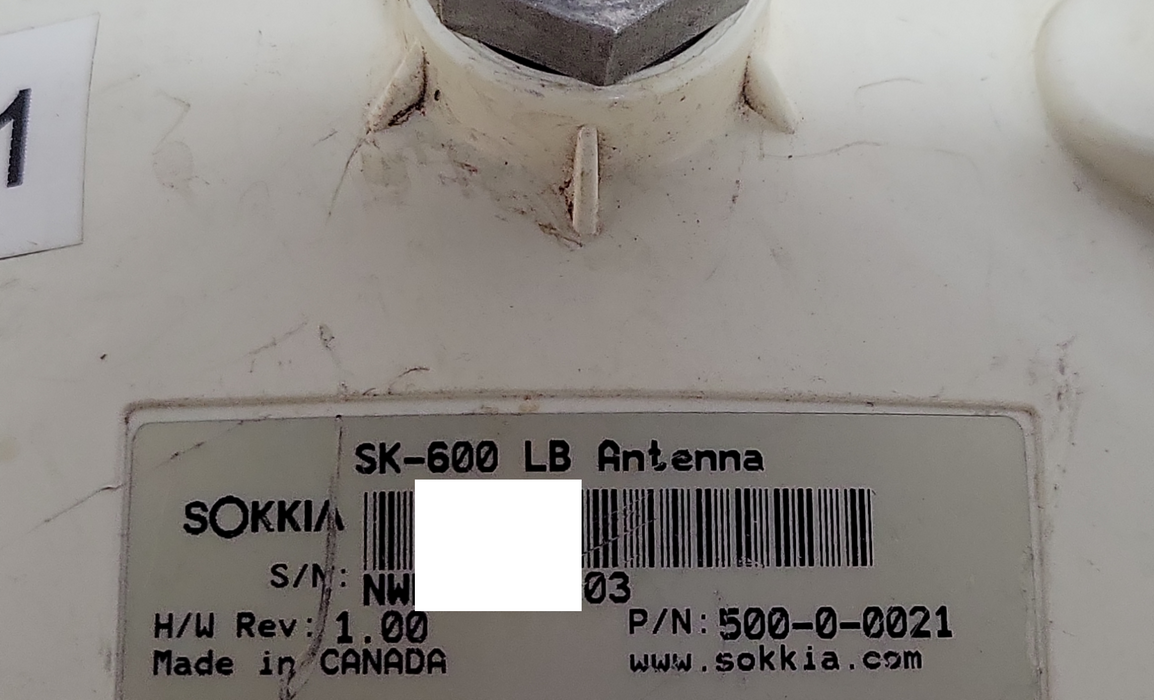 1
SK-600 LB Antenna
SOKKIA
S/N: NW 03
H/W Rev: 1.00 P/N: 500-0-0021
Made in CANADA www.sokkia.com